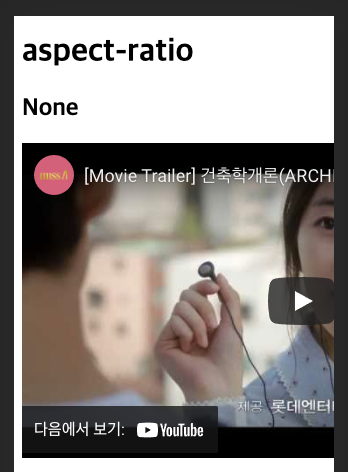 aspect-ratio
None
miss A
[Movie Trailer] 건축학개론(ARCHI
제공 롯데엔터
다음에서 보기: YouTube